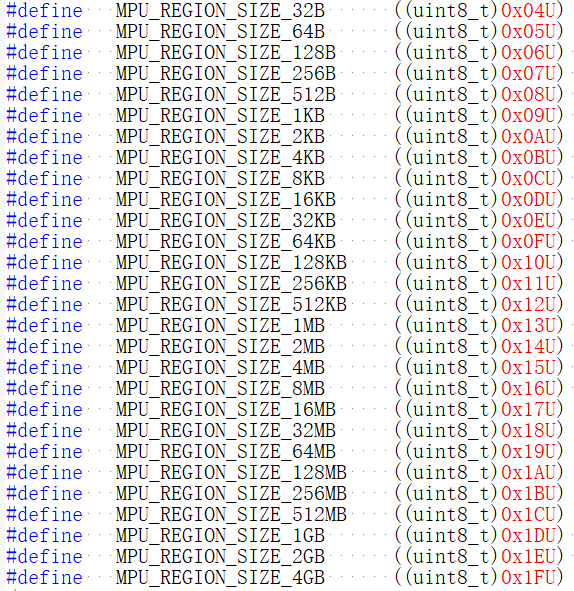 #define MPU_REGION_SIZE_32B ((uint8_t)0x04U)
#define MPU_REGION_SIZE_64B ((uint8_t)0x05U)
#define MPU_REGION_SIZE_128B ((uint8_t)0x06U)
#define MPU_REGION_SIZE_256B ((uint8_t)0x07U)
#define MPU_REGION_SIZE_512B ((uint8_t)0x08U)
#define MPU_REGION_SIZE_1KB ((uint8_t)0x09U)
#define MPU_REGION_SIZE_2KB ((uint8_t)0x0AU)
#define MPU_REGION_SIZE_4KB ((uint8_t)0x0BU)
#define MPU_REGION_SIZE_8KB ((uint8_t)0x0CU)
#define MPU_REGION_SIZE_16KB ((uint8_t)0x0DU)
#define MPU_REGION_SIZE_32KB ((uint8_t)0x0EU)
#define MPU_REGION_SIZE_64KB ((uint8_t)0x0FU)
#define MPU_REGION_SIZE_128KB ((uint8_t)0x10U)
#define MPU_REGION_SIZE_256KB ((uint8_t)0x11U)
#define MPU_REGION_SIZE_512KB ((uint8_t)0x12U)
#define MPU_REGION_SIZE_1MB ((uint8_t)0x13U)
#define MPU_REGION_SIZE_2MB ((uint8_t)0x14U)
#define MPU_REGION_SIZE_4MB ((uint8_t)0x15U)
#define MPU_REGION_SIZE_8MB ((uint8_t)0x16U)
#define MPU_REGION_SIZE_16MB ((uint8_t)0x17U)
#define MPU_REGION_SIZE_32MB ((uint8_t)0x18U)
#define MPU_REGION_SIZE_64MB ((uint8_t)0x19U)
#define MPU_REGION_SIZE_128MB ((uint8_t)0x1AU)
#define MPU_REGION_SIZE_256MB ((uint8_t)0x1BU)
#define MPU_REGION_SIZE_512MB ((uint8_t)0x1CU)
#define MPU_REGION_SIZE_1GB ((uint8_t)0x1DU)
#define MPU_REGION_SIZE_2GB ((uint8_t)0x1EU)
#define MPU_REGION_SIZE_4GB ((uint8_t)0x1FU)